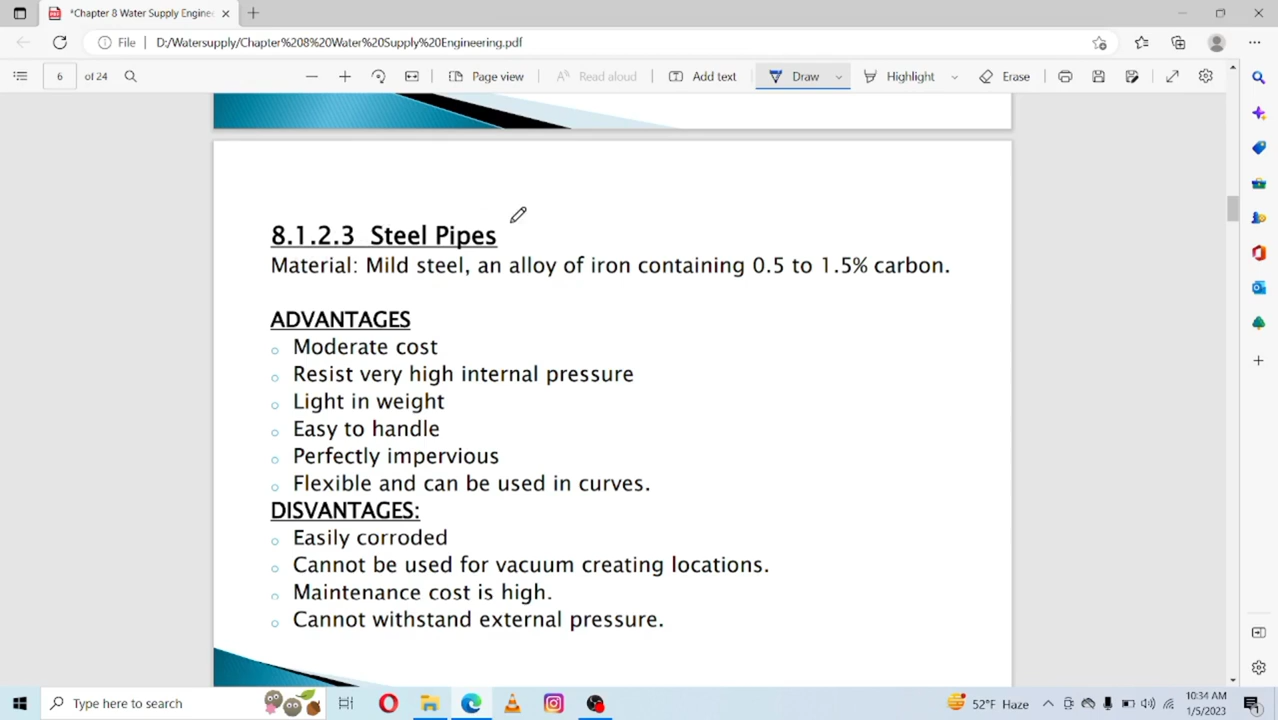 *Chapter 8 Water Supply Enginee
File
D:/Watersupply/Chapter%208%20Water%20Supply%20Engineering.pdf
6 of 24
Page view
Read aloud
Add text
Draw
Highlight
Erase
8.1.2.3 Steel Pipes
Material: Mild steel, an alloy of iron containing 0.5 to 1.5% carbon.
ADVANTAGES
Moderate cost
Resist very high internal pressure
Light in weight
Easy to handle
Perfectly impervious
Flexible and can be used in curves.
DISVANTAGES:
Easily corroded
Cannot be used for vacuum creating locations.
Maintenance cost is high.
Cannot withstand external pressure.
Type here to search
52°F Haze
10:34 AM
1/5/2023